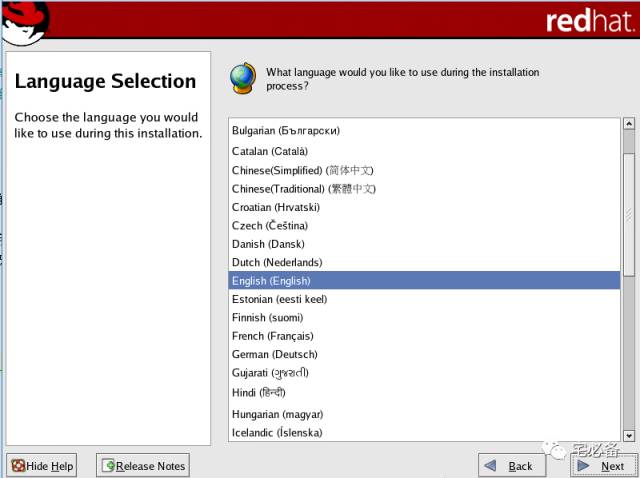 redhat.
Language Selection
Choose the language you would
like to use during this installation.
What language would you like to use during the installation
process?
Bulgarian (Български)
Catalan (Català)
Chinese(Simplified) (简体中文)
Chinese(Traditional) (繁體中文)
Croatian (Hrvatski)
Czech (Čeština)
Danish (Dansk)
Dutch (Nederlands)
English (English)
Estonian (eesti keel)
Finnish (suomi)
French (Français)
German (Deutsch)
Gujarati (ગુજરાતી)
Hindi (हिन्दी)
Hungarian (magyar)
Icelandic (Íslenska)
宅必备
Hide Help
Release Notes
Back
Next